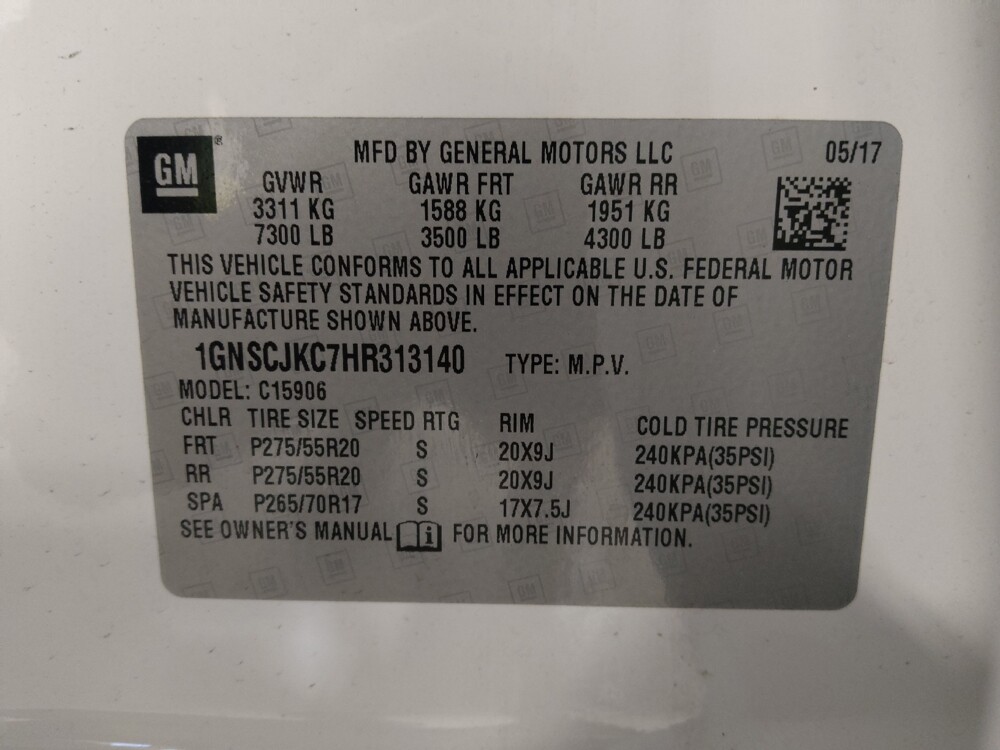 GM®
MFD BY GENERAL MOTORS LLC 05/17
GVWR GAWR FRT GAWR RR
3311 KG 1588 KG 1951 KG
7300 LB 3500 LB 4300 LB
THIS VEHICLE CONFORMS TO ALL APPLICABLE U.S. FEDERAL MOTOR
VEHICLE SAFETY STANDARDS IN EFFECT ON THE DATE OF
MANUFACTURE SHOWN ABOVE.
1GNSCJKC7HR313140 TYPE: M.P.V.
MODEL: C15906
CHLR TIRE SIZE SPEED RTG RIM COLD TIRE PRESSURE
FRT P275/55R20 S 20X9J 240KPA(35PSI)
RR P275/55R20 S 20X9J 240KPA(35PSI)
SPA P265/70R17 S 17X7.5J 240KPA(35PSI)
SEE OWNER'S MANUAL i FOR MORE INFORMATION.